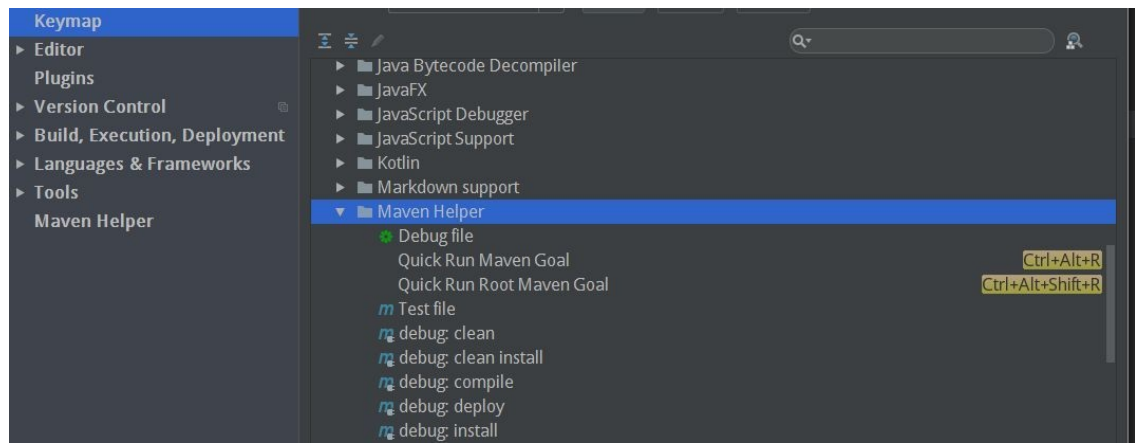 Keymap
Editor
Plugins
Version Control
Build, Execution, Deployment
Languages & Frameworks
Tools
Maven Helper
Java Bytecode Decompiler
JavaFX
JavaScript Debugger
JavaScript Support
Kotlin
Markdown support
Maven Helper
Debug file
Quick Run Maven Goal Ctrl+Alt+R
Quick Run Root Maven Goal Ctrl+Alt+Shift+R
Test file
debug: clean
debug: clean install
debug: compile
debug: deploy
debug: install